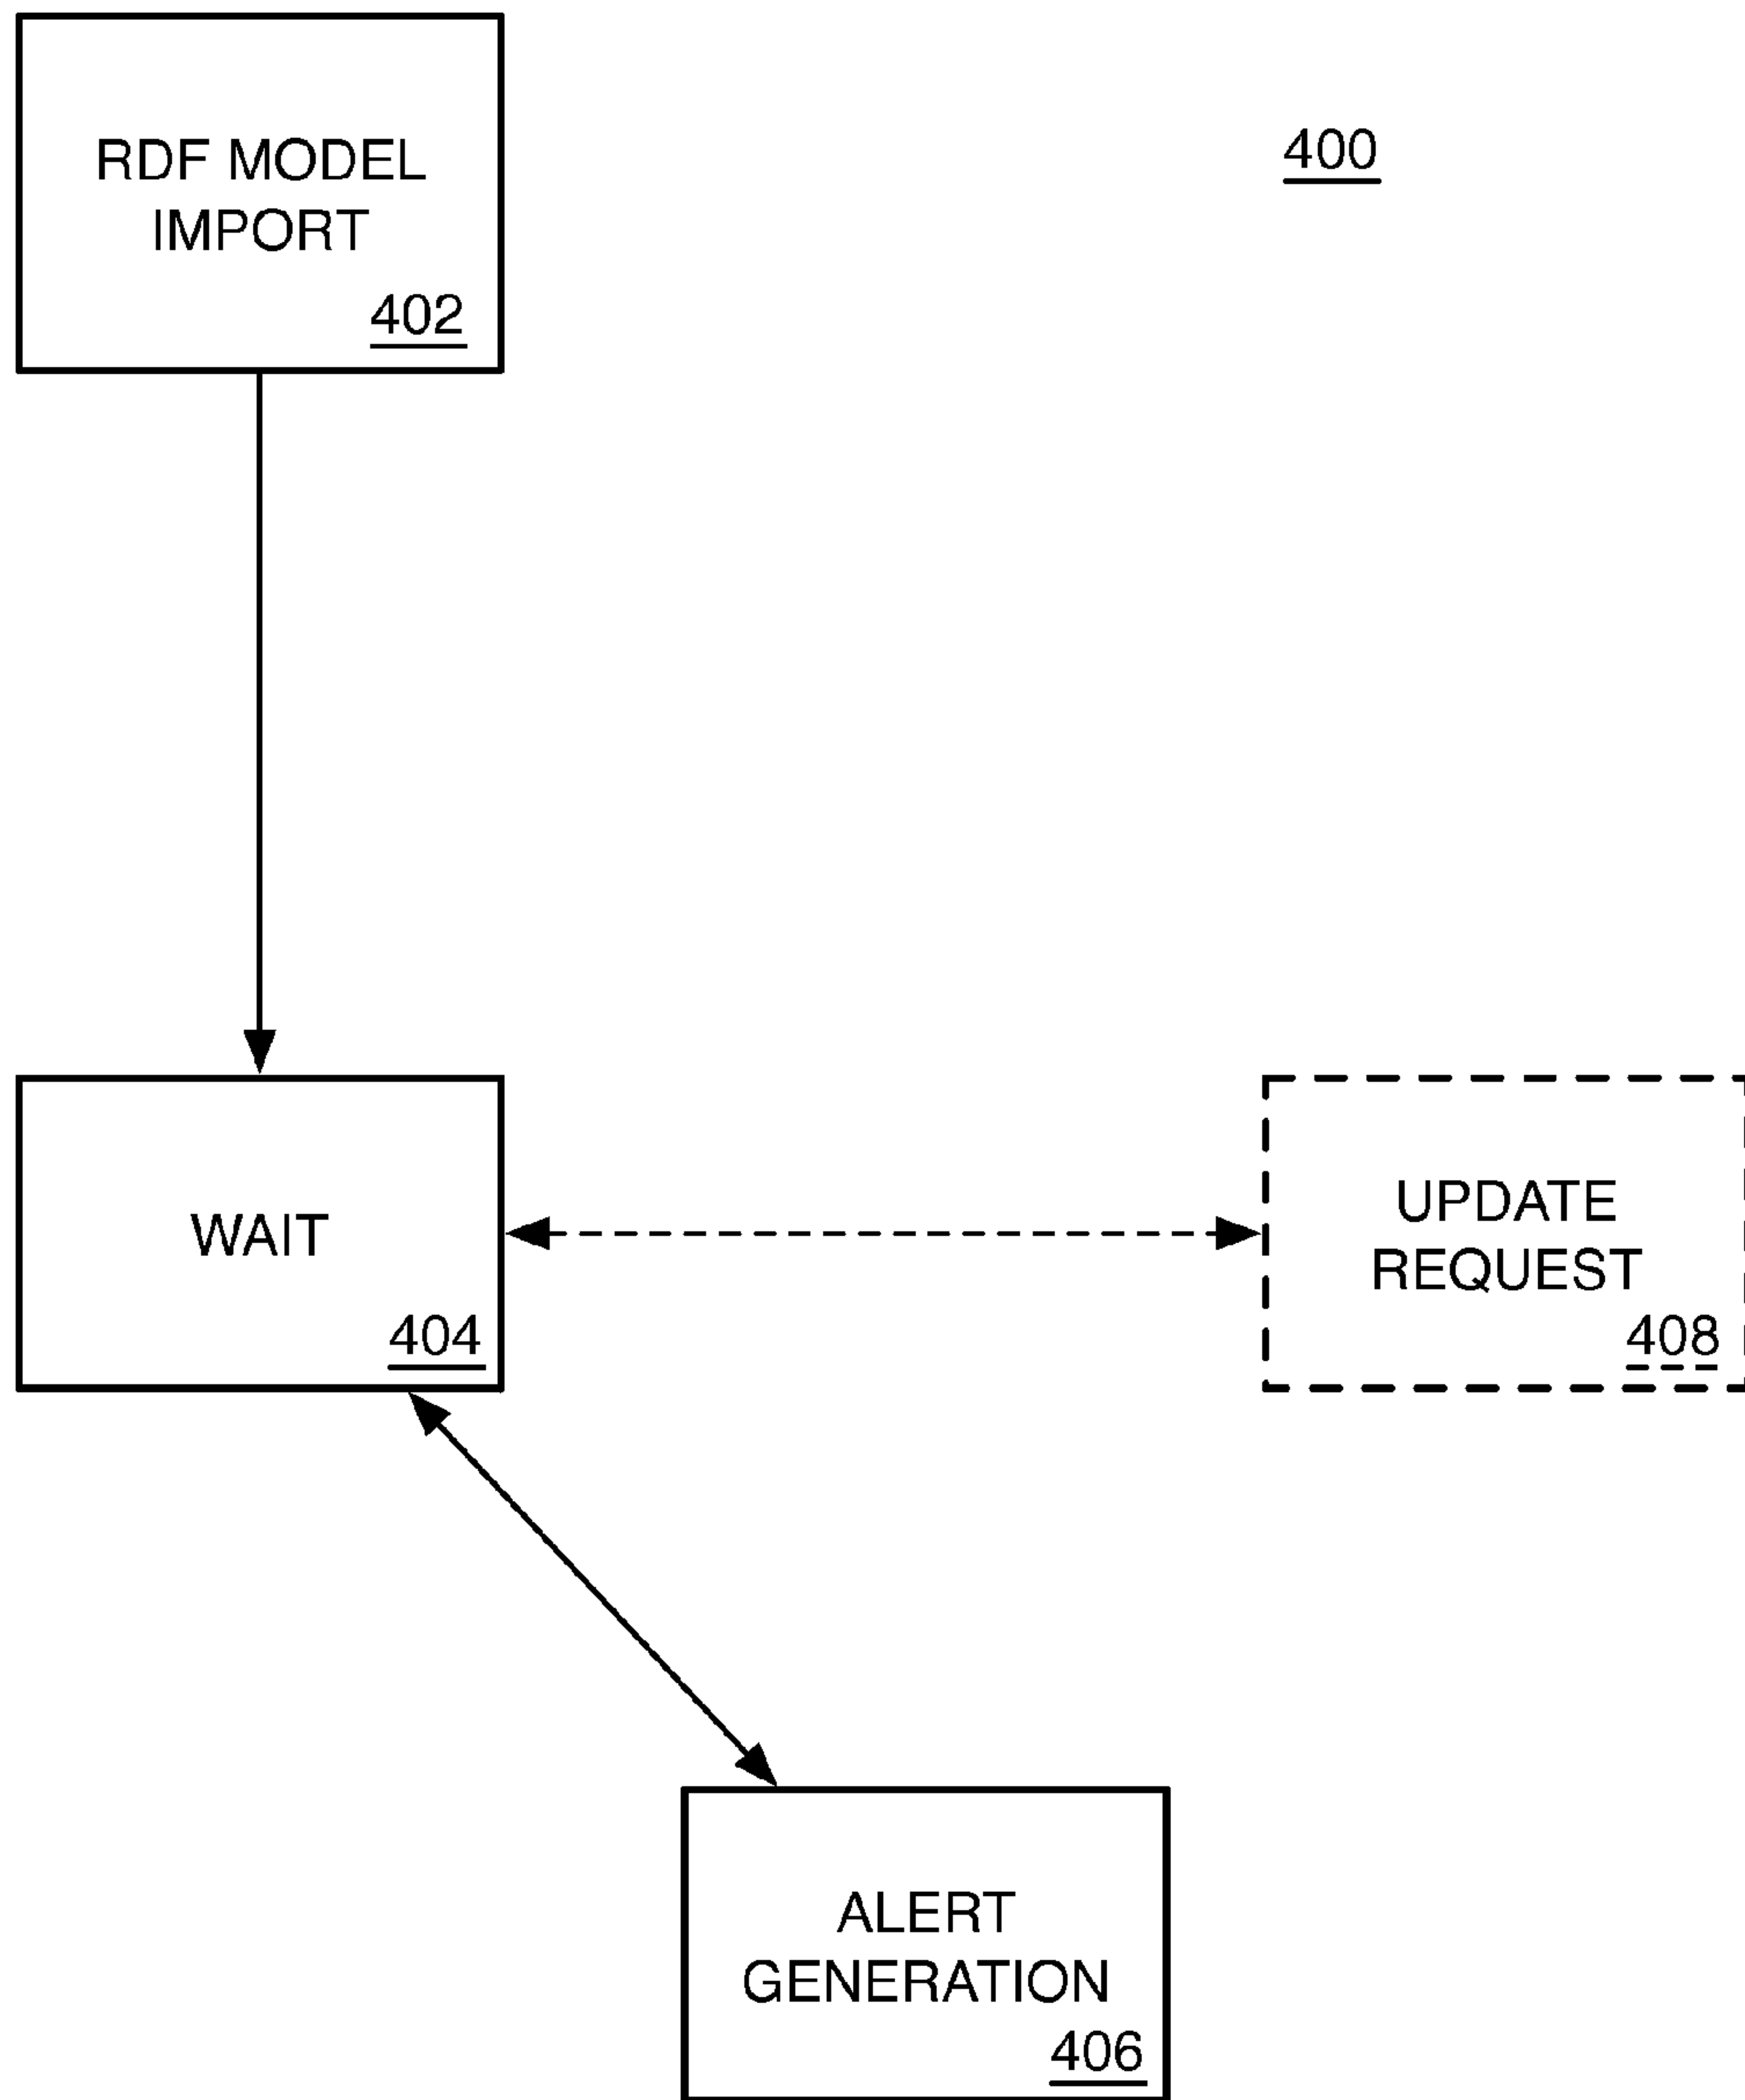 RDF MODEL
IMPORT
402
400
WAIT
404
UPDATE
REQUEST
408
ALERT
GENERATION
406